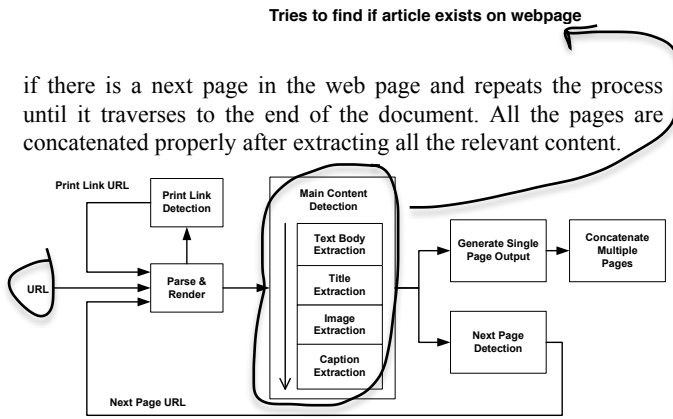 Tries to find if article exists on webpage
if there is a next page in the web page and repeats the process
until it traverses to the end of the document. All the pages are
concatenated properly after extracting all the relevant content.
Print Link URL
Print Link
Detection
Main Content
Detection
Text Body
Extraction
Title
Extraction
Image
Extraction
Caption
Extraction
URL
Parse &
Render
Generate Single
Page Output
Concatenate
Multiple
Pages
Next Page
Detection
Next Page URL